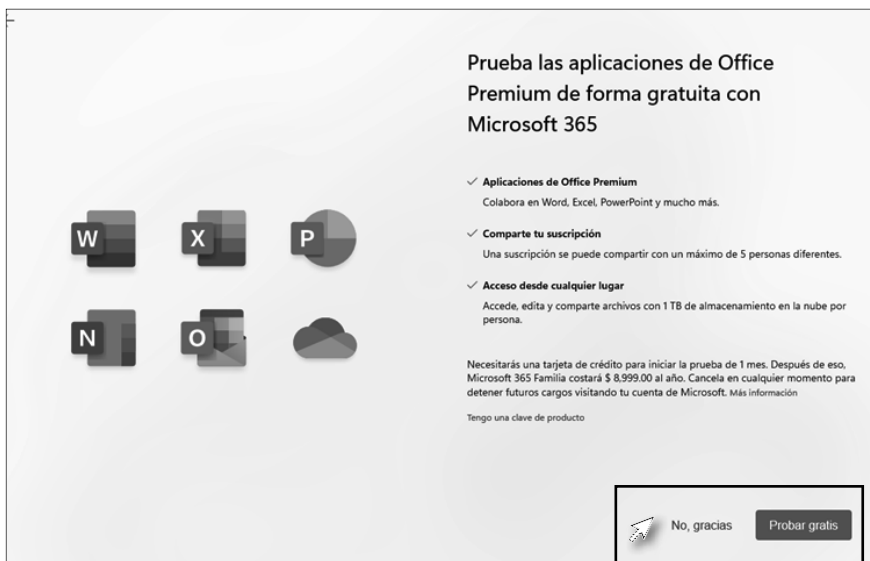 Prueba las aplicaciones de Office
Premium de forma gratuita con
Microsoft 365
Aplicaciones de Office Premium
Colabora en Word, Excel, PowerPoint y mucho más.
Comparte tu suscripción
Una suscripción se puede compartir con un máximo de 5 personas diferentes.
Acceso desde cualquier lugar
Accede, edita y comparte archivos con 1 TB de almacenamiento en la nube por
persona.
W
X
P
N
O
Necesitarás una tarjeta de crédito para iniciar la prueba de 1 mes. Después de eso,
Microsoft 365 Familia costará $ 8,999.00 al año. Cancela en cualquier momento para
detener futuros cargos visitando tu cuenta de Microsoft. Más información
Tengo una clave de producto
No, gracias
Probar gratis